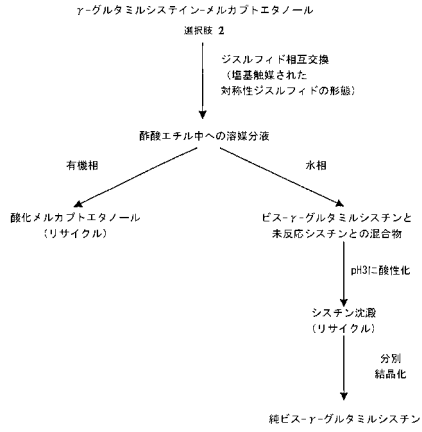 γ-グルタミルシステイン-メルカプトエタノール
選択肢 2
ジスルフィド相互交換
（塩基触媒された
対称性ジスルフィドの形態）
酢酸エチル中への溶媒分液
有機相
水相
酸化メルカプトエタノール
（リサイクル）
ビス-γ-グルタミルシスチンと
未反応シスチンとの混合物
pH3に酸性化
シスチン沈澱
（リサイクル）
分別
結晶化
純ビス-γ-グルタミルシスチン